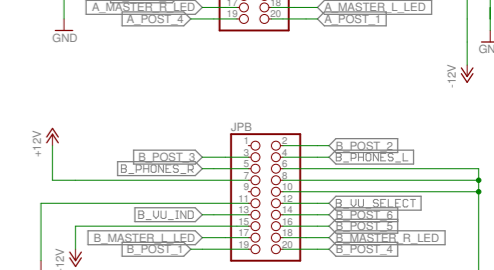 A_MASTER_R_LED 17 18 A_MASTER_L_LED
A_POST_4 19 20 A_POST_1
GND
GND
-12V
JPB
+12V
1 2 B_POST_2
B_POST_3 3 4 B_PHONES_L
B_PHONES_R 5 6
7 8
9 10
11 12 B_VU_SELECT
B_VU_IND 13 14 B_POST_6
15 16 B_POST_5
B_MASTER_L_LED 17 18 B_MASTER_R_LED
B_POST_1 19 20 B_POST_4
-12V